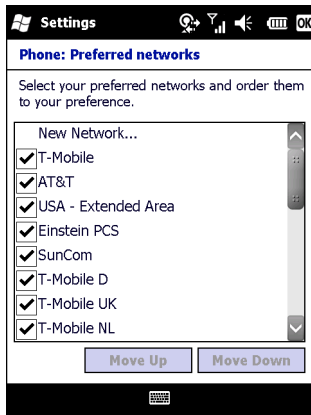 Settings
OK
Phone: Preferred networks
Select your preferred networks and order them
to your preference.
New Network...
T-Mobile
AT&T
USA - Extended Area
Einstein PCS
SunCom
T-Mobile D
T-Mobile UK
T-Mobile NL
Move Up
Move Down